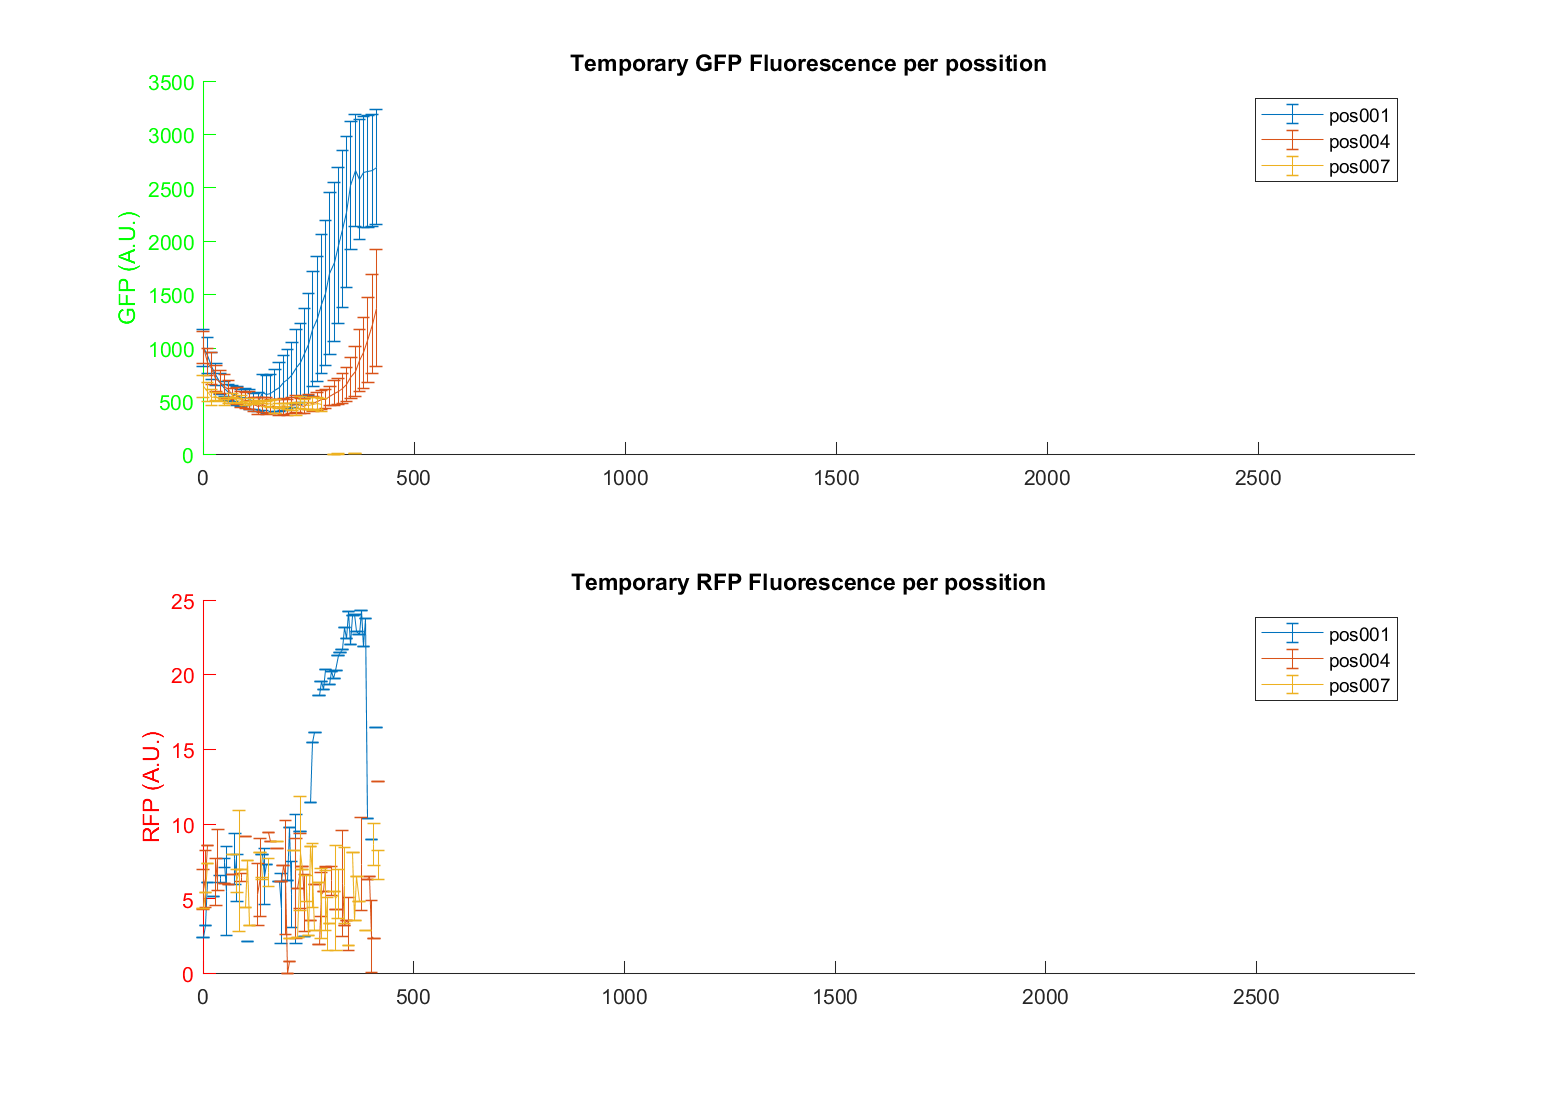 Temporary GFP Fluorescence per possition
GFP (A.U.)
3500
3000
2500
2000
1500
1000
500
0
0 500 1000 1500 2000 2500
pos001
pos004
pos007
Temporary RFP Fluorescence per possition
RFP (A.U.)
25
20
15
10
5
0
0 500 1000 1500 2000 2500
pos001
pos004
pos007